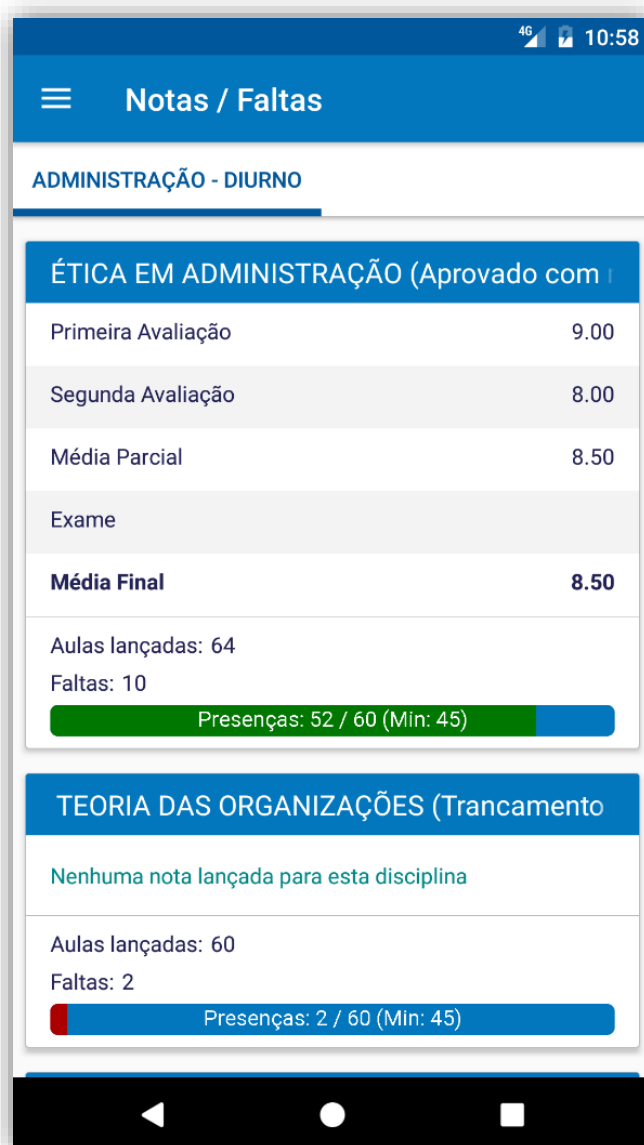 4G 10:58
Notas / Faltas
ADMINISTRAÇÃO - DIURNO
ÉTICA EM ADMINISTRAÇÃO (Aprovado com
Primeira Avaliação 9.00
Segunda Avaliação 8.00
Média Parcial 8.50
Exame
Média Final 8.50
Aulas lançadas: 64
Faltas: 10
Presenças: 52 / 60 (Min: 45)
TEORIA DAS ORGANIZAÇÕES (Trancamento
Nenhuma nota lançada para esta disciplina
Aulas lançadas: 60
Faltas: 2
Presenças: 2 / 60 (Min: 45)